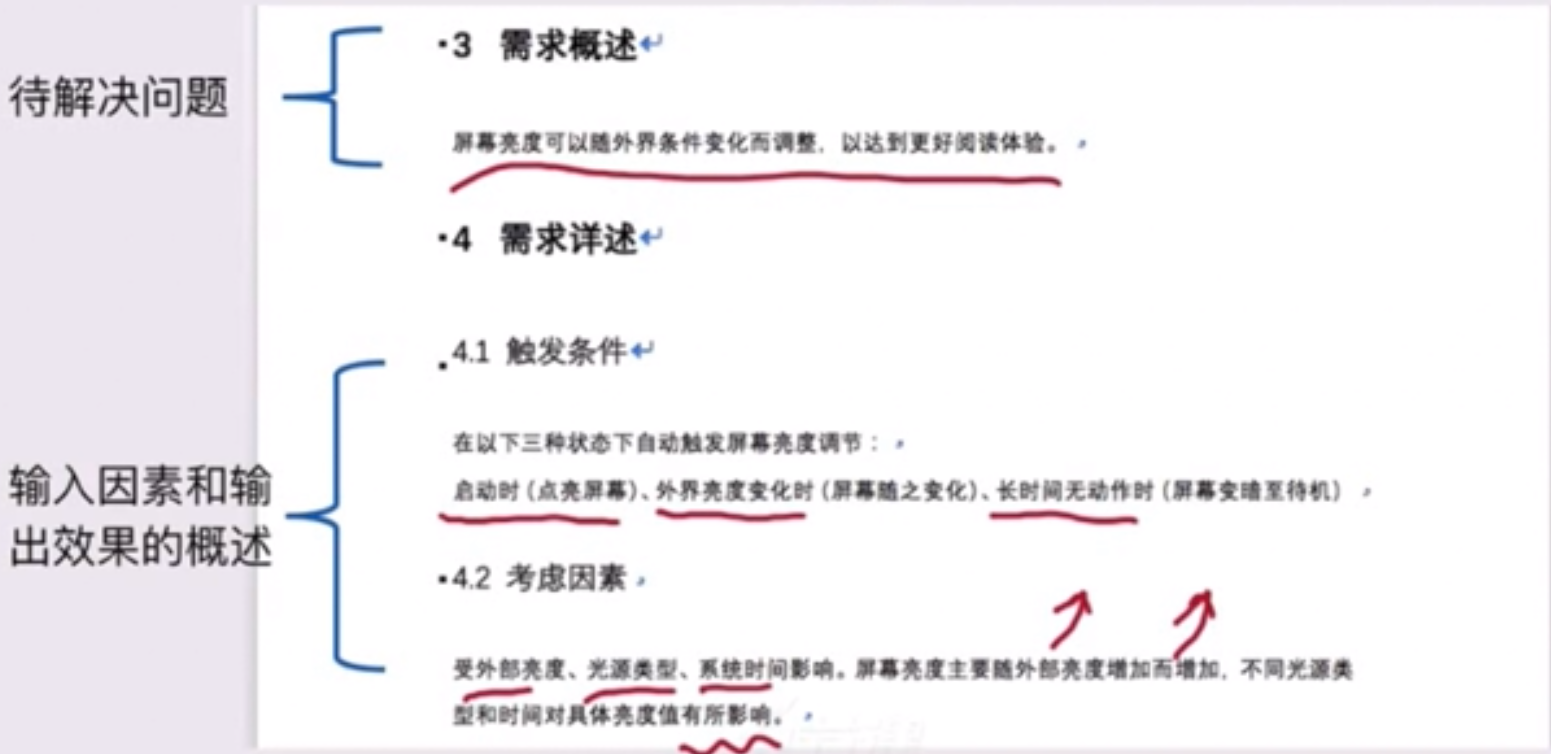 待解决问题
·3 需求概述
屏幕亮度可以随外界条件变化而调整，以达到更好阅读体验。
·4 需求详述
·4.1 触发条件
输入因素和输
出效果的概述
在以下三种状态下自动触发屏幕亮度调节：
启动时（点亮屏幕）、外界亮度变化时（屏幕随之变化）、长时间无动作时（屏幕变暗至待机）
·4.2 考虑因素
受外部亮度、光源类型、系统时间影响。屏幕亮度主要随外部亮度增加而增加，不同光源类
型和时间对具体亮度值有所影响。